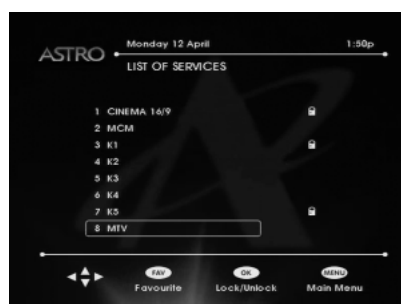 ASTRO
Monday 12 April 1:50p
LIST OF SERVICES
1 CINEMA 16/9
2 MCM
3 K1
4 K2
5 K3
6 K4
7 K5
8 MTV
FAV OK MENU
Favourite Lock/Unlock Main Menu